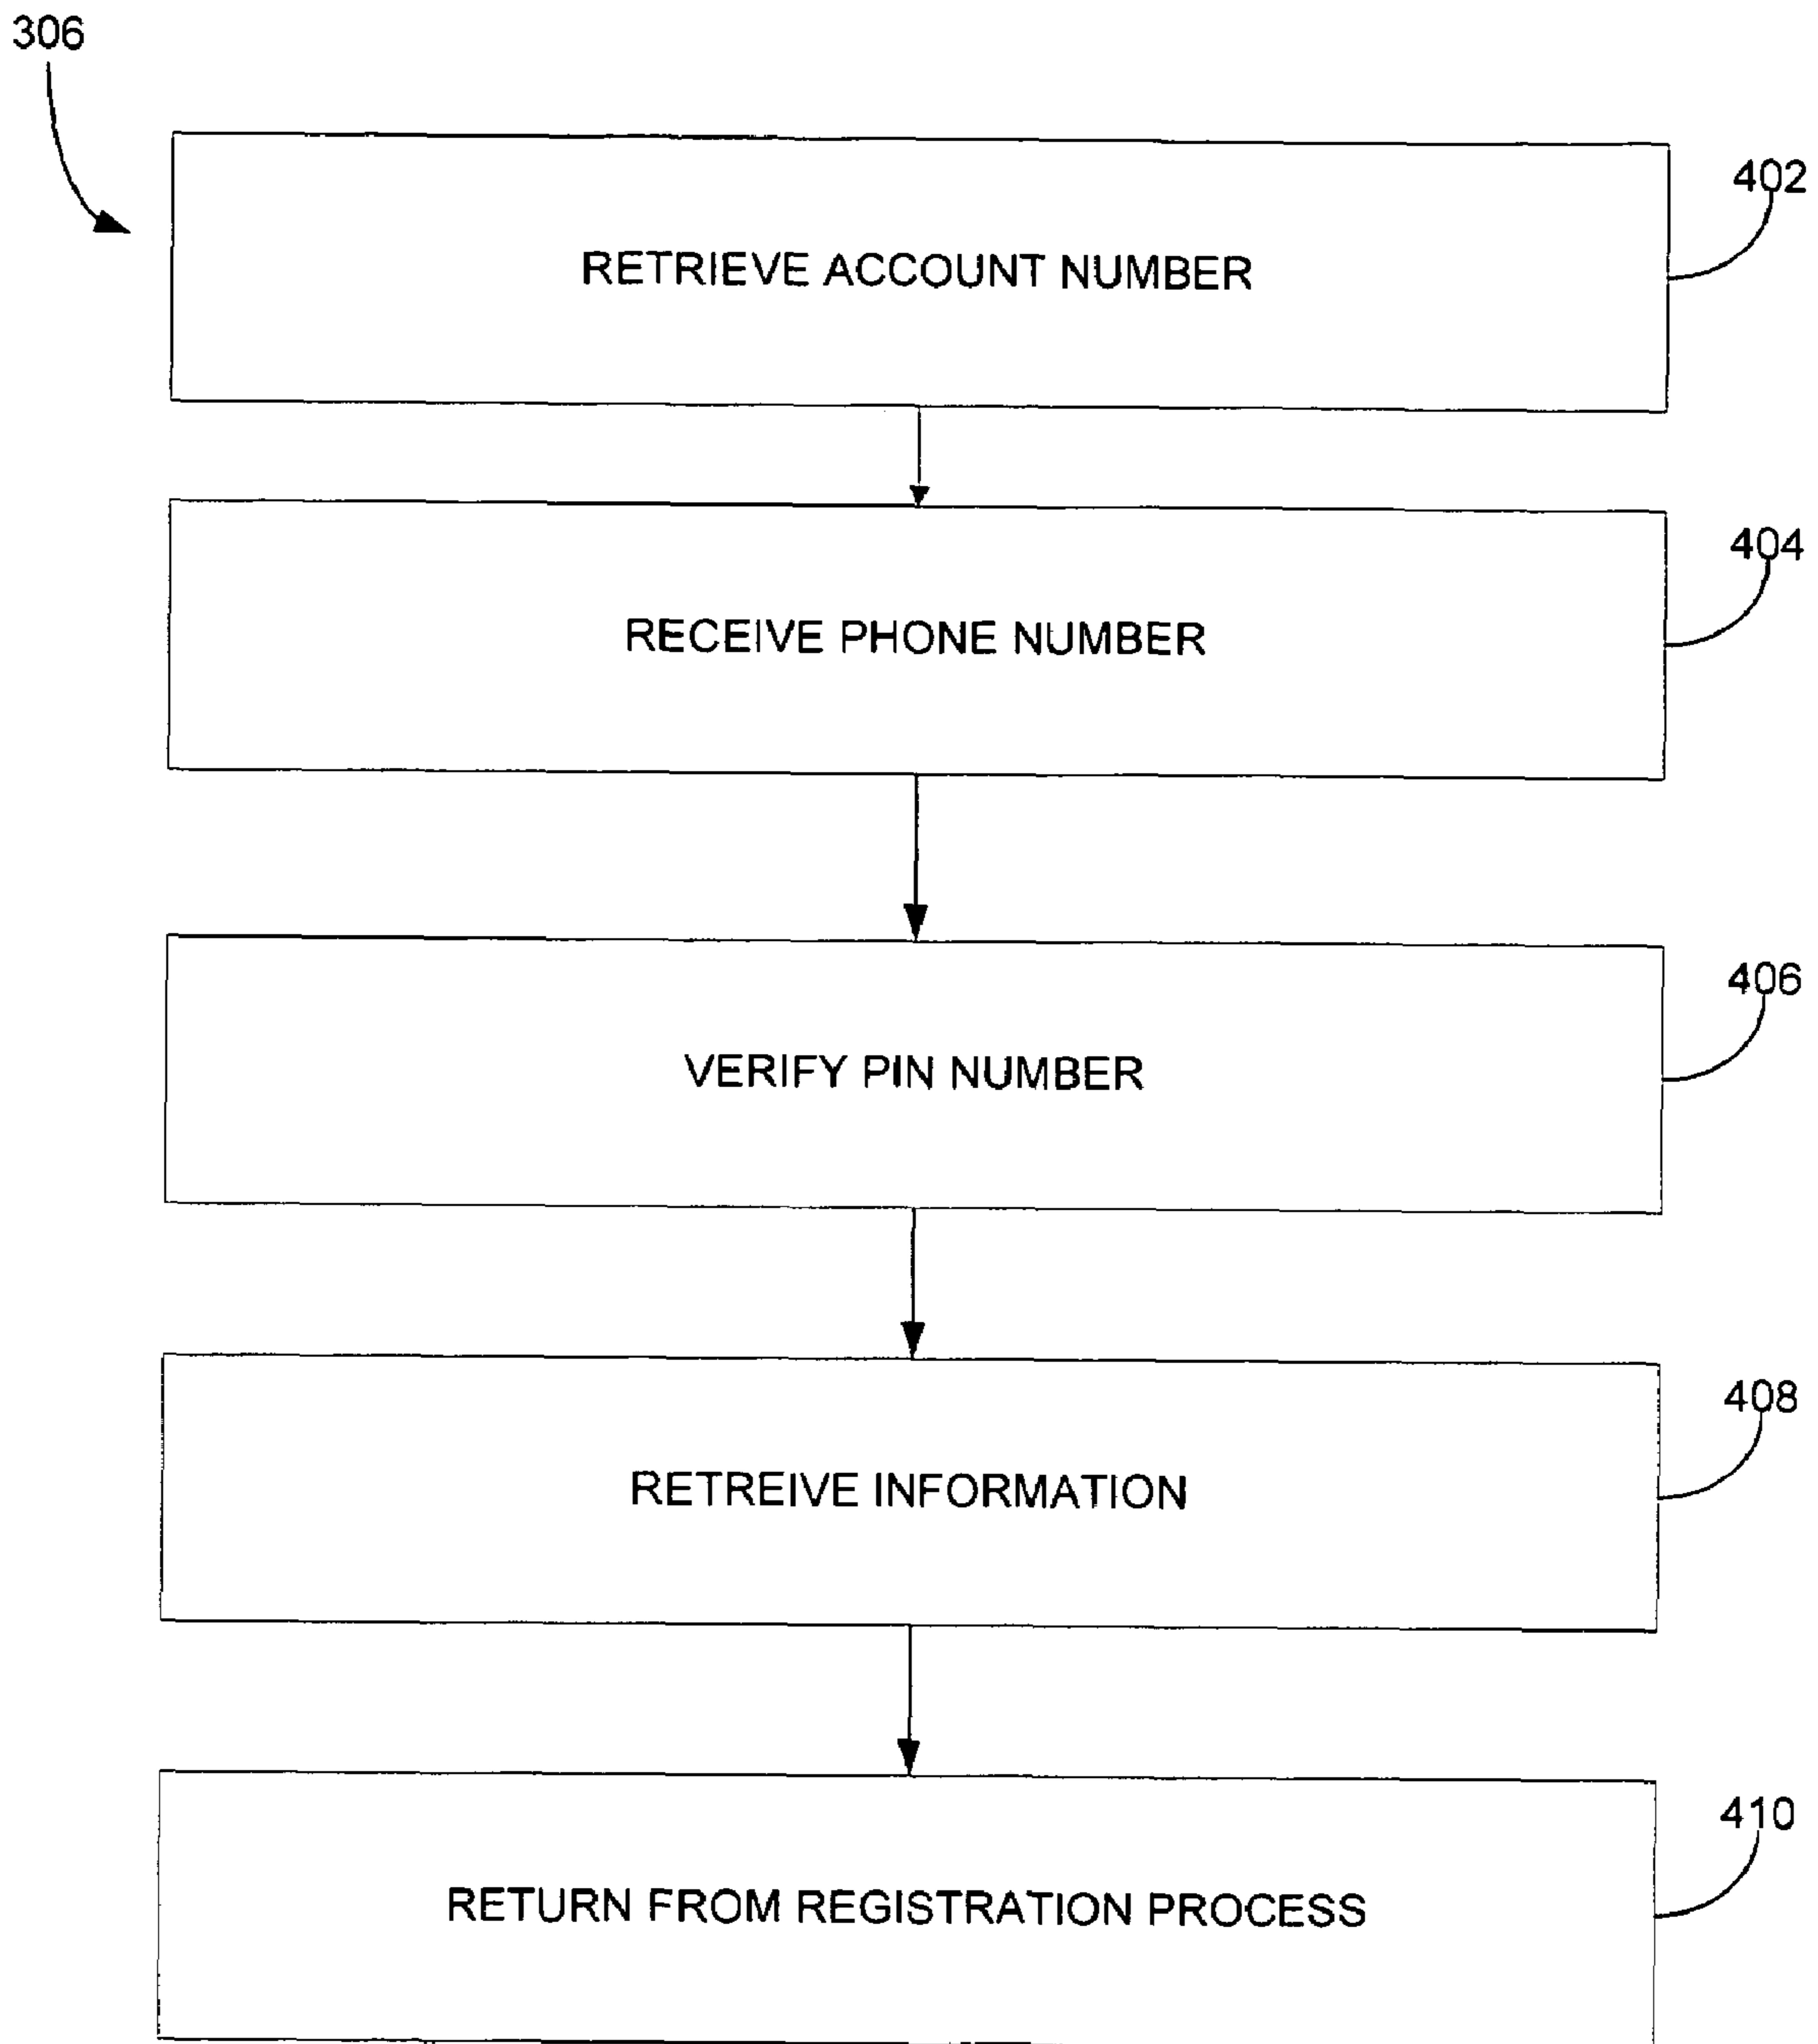 306
RETRIEVE ACCOUNT NUMBER
402
RECEIVE PHONE NUMBER
404
VERIFY PIN NUMBER
406
RETREIVE INFORMATION
408
RETURN FROM REGISTRATION PROCESS
410